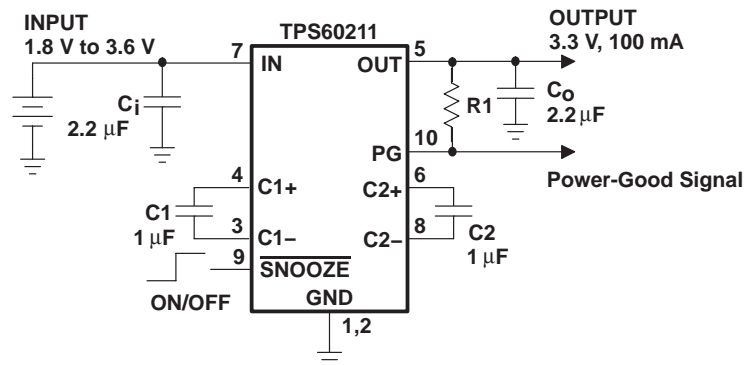 INPUT
1.8 V to 3.6 V
TPS60211
OUTPUT
3.3 V, 100 mA
7
5
IN
OUT
Ci
2.2 µF
R1
Co
2.2 µF
10
PG
Power-Good Signal
4
6
C1+
C2+
C1
1 µF
3
8
C1−
C2−
C2
1 µF
9
SNOOZE
ON/OFF
GND
1,2